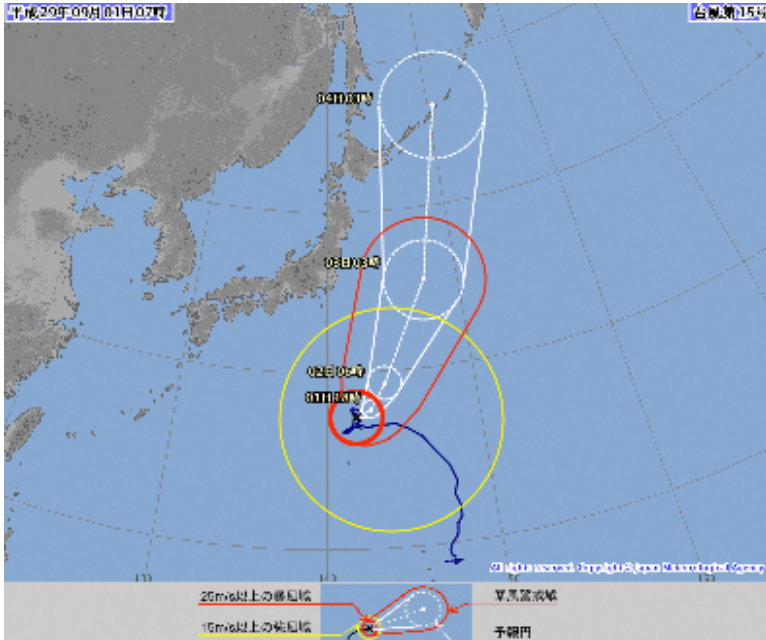 平成29年09月01日07時
台風第15号
04日03時
03日03時
02日06時
01日18時
All rights reserved. Copyright © Japan Meteorological Agency
25m/s以上の暴風域
暴風警戒域
15m/s以上の強風域
予報円